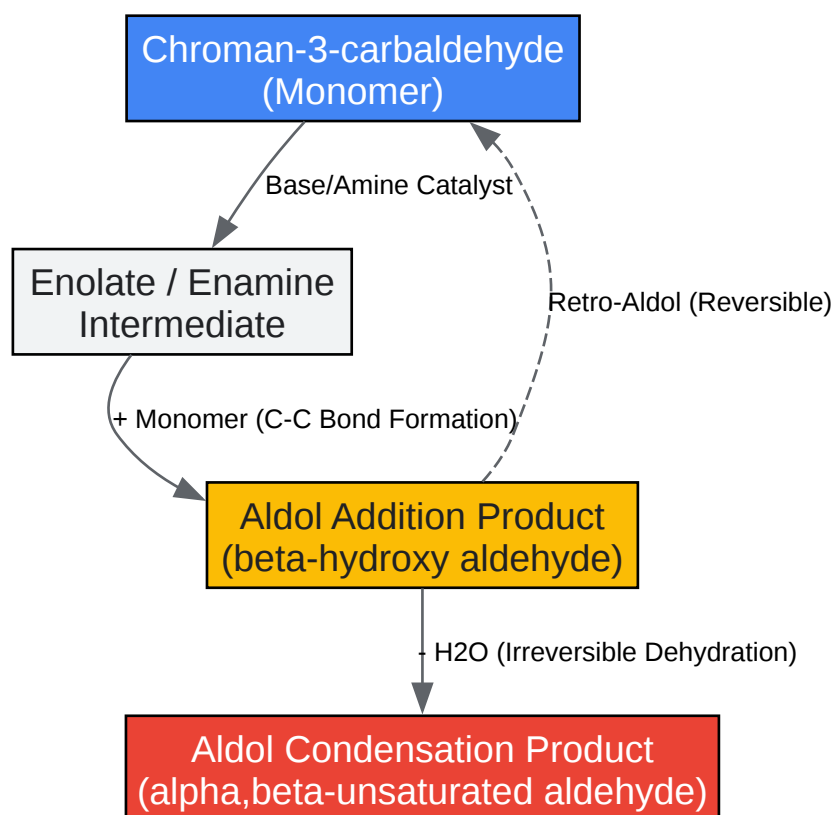 Chroman-3-carbaldehyde
(Monomer)
Base/Amine Catalyst
Enolate / Enamine
Intermediate
Retro-Aldol (Reversible)
+ Monomer (C-C Bond Formation)
Aldol Addition Product
(beta-hydroxy aldehyde)
- H2O (Irreversible Dehydration)
Aldol Condensation Product
(alpha,beta-unsaturated aldehyde)